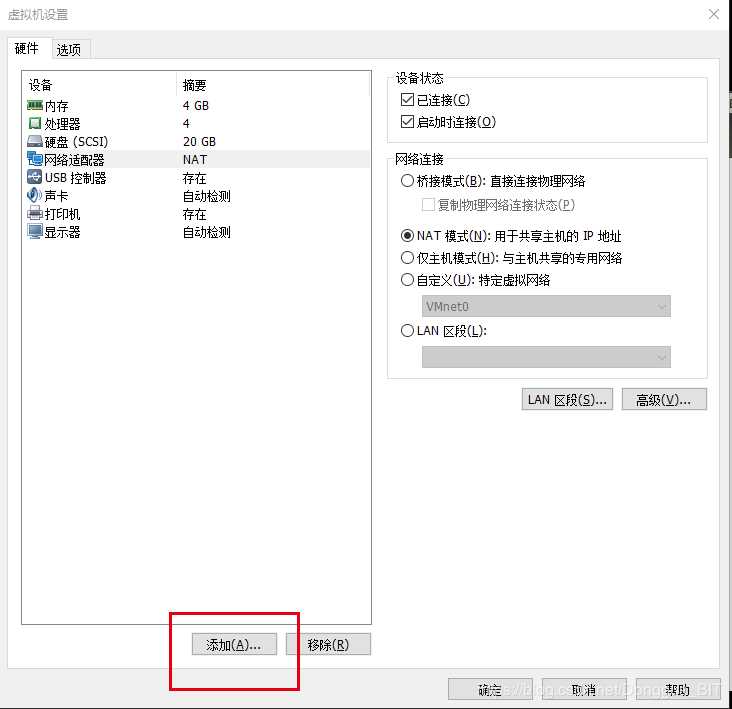 虚拟机设置
硬件 选项
设备 摘要
内存 4 GB
处理器 4
硬盘 (SCSI) 20 GB
网络适配器 NAT
USB 控制器 存在
声卡 自动检测
打印机 存在
显示器 自动检测
添加(A)... 移除(R)
设备状态
已连接(C)
启动时连接(O)
网络连接
桥接模式(B): 直接连接物理网络
复制物理网络连接状态(P)
NAT 模式(N): 用于共享主机的 IP 地址
仅主机模式(H): 与主机共享的专用网络
自定义(U): 特定虚拟网络
VMnet0
LAN 区段(L):
LAN 区段(S)... 高级(V)...
确定 取消 帮助